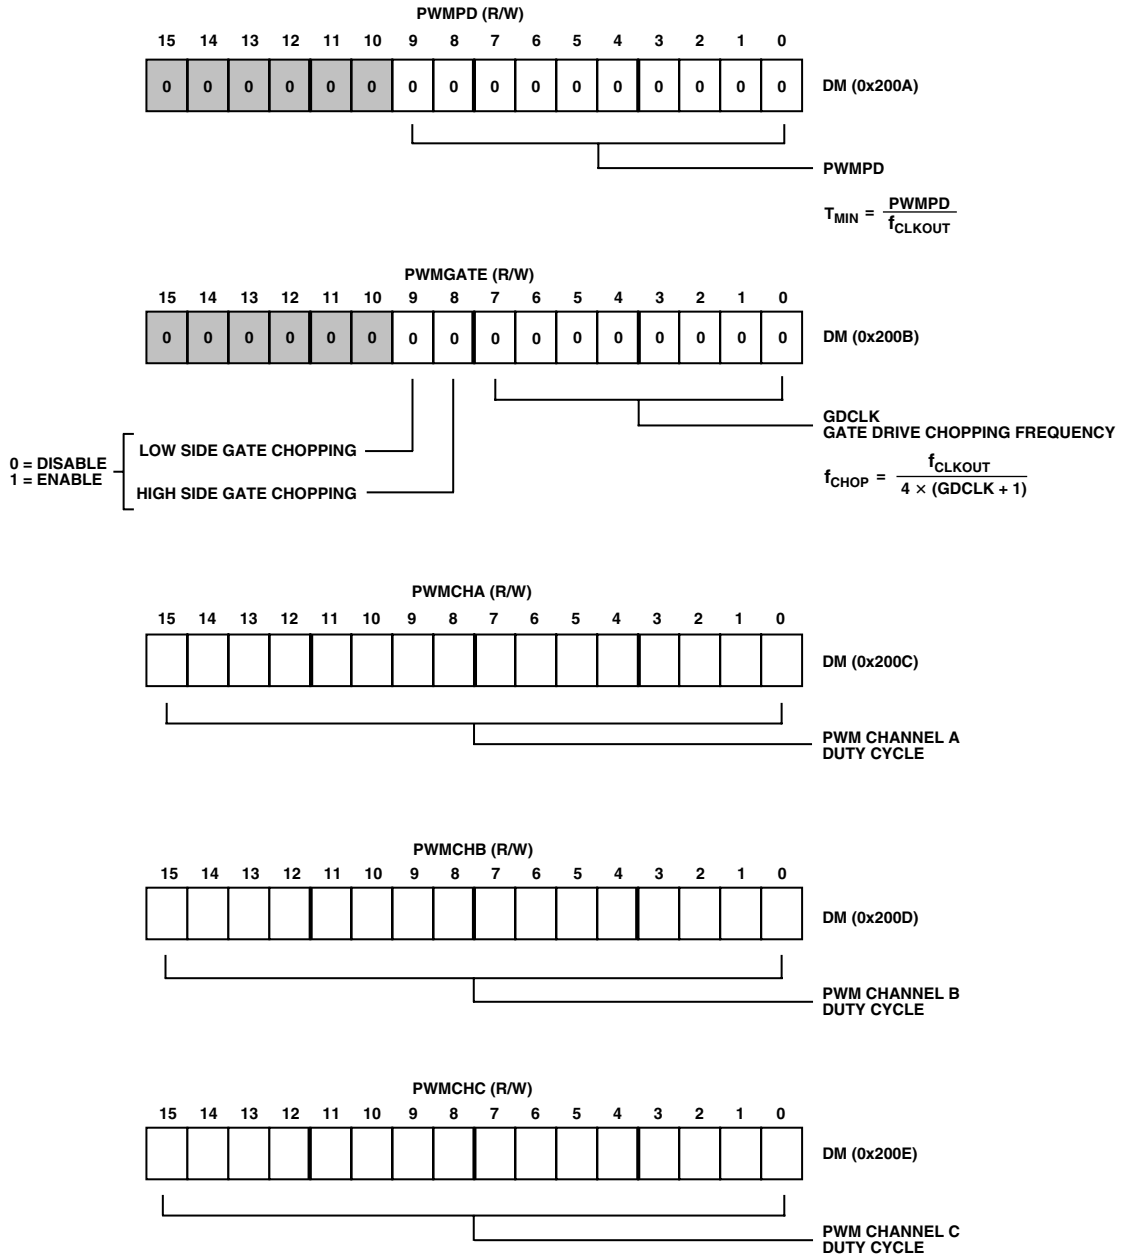 PWMPD (R/W)
15 14 13 12 11 10 9 8 7 6 5 4 3 2 1 0
0 0 0 0 0 0 0 0 0 0 0 0 0 0 0 0 DM (0x200A)
PWMPD
T_MIN = PWMPD / f_CLKOUT
PWMGATE (R/W)
15 14 13 12 11 10 9 8 7 6 5 4 3 2 1 0
0 0 0 0 0 0 0 0 0 0 0 0 0 0 0 0 DM (0x200B)
GDCLK
GATE DRIVE CHOPPING FREQUENCY
0 = DISABLE
1 = ENABLE
LOW SIDE GATE CHOPPING
HIGH SIDE GATE CHOPPING
f_CHOP = f_CLKOUT / 4 × (GDCLK + 1)
PWMCHA (R/W)
15 14 13 12 11 10 9 8 7 6 5 4 3 2 1 0
DM (0x200C)
PWM CHANNEL A
DUTY CYCLE
PWMCHB (R/W)
15 14 13 12 11 10 9 8 7 6 5 4 3 2 1 0
DM (0x200D)
PWM CHANNEL B
DUTY CYCLE
PWMCHC (R/W)
15 14 13 12 11 10 9 8 7 6 5 4 3 2 1 0
DM (0x200E)
PWM CHANNEL C
DUTY CYCLE